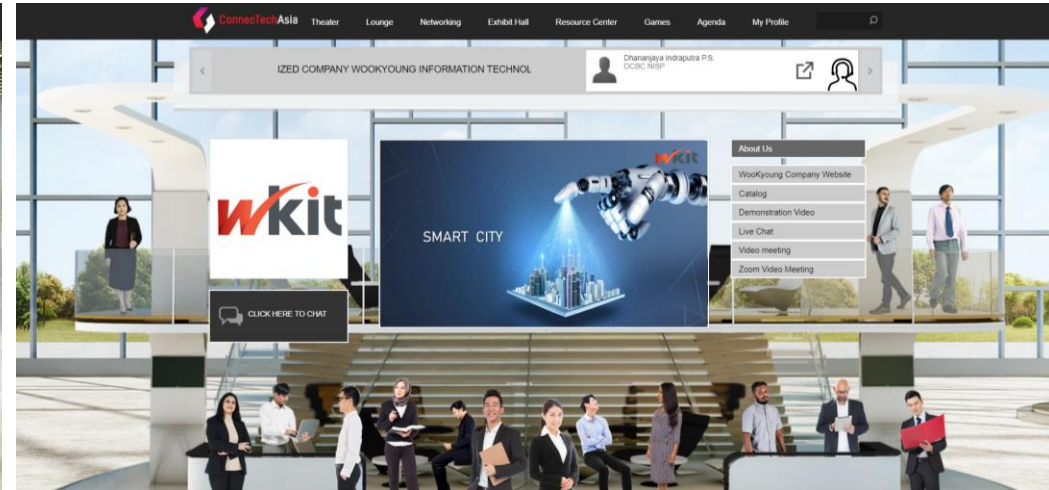 ConnecTechAsia Theater Lounge Networking Exhibit Hall Resource Center Games Agenda My Profile
IZED COMPANY WOOKYOUNG INFORMATION TECHNOL
Dhananjaya Indraputra P.S.
OCBC NISP
wkit
CLICK HERE TO CHAT
wkit
SMART CITY
About Us
WooKyoung Company Website
Catalog
Demonstration Video
Live Chat
Video meeting
Zoom Video Meeting